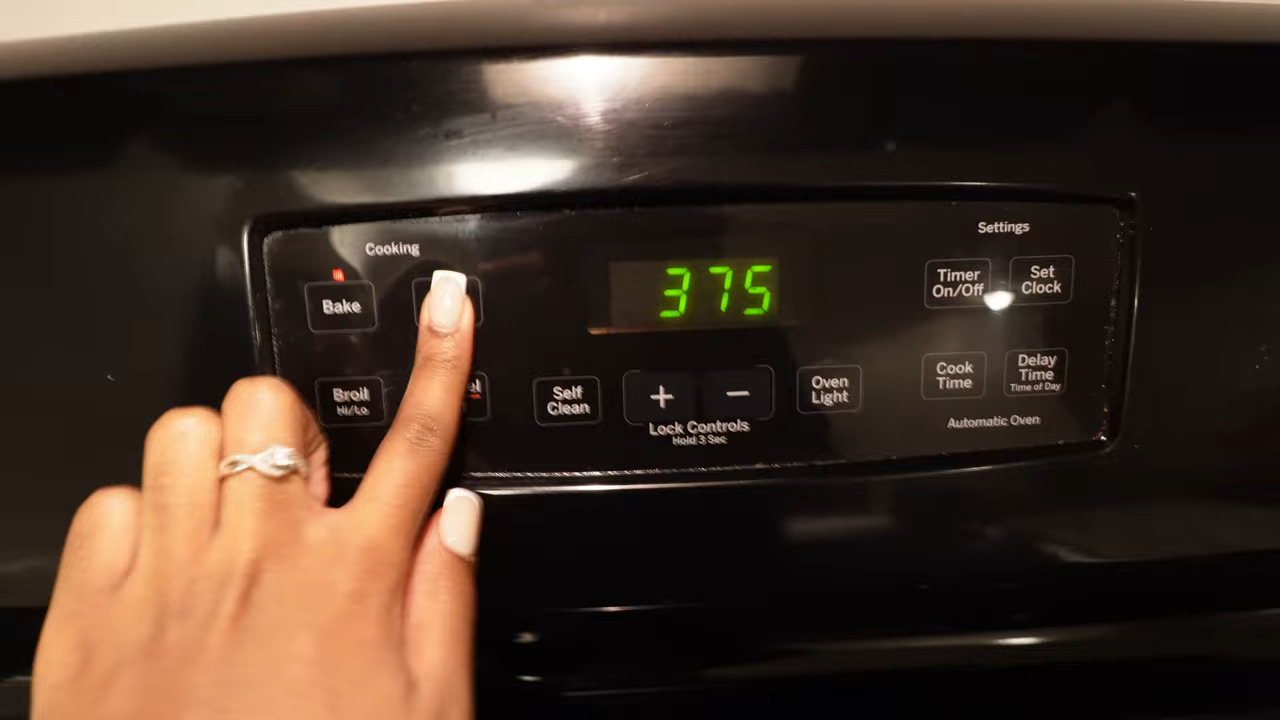 Cooking
Bake
Broil
Hi/Lo
Self
Clean
375
+
−
Lock Controls
Hold 3 Sec
Oven
Light
Settings
Timer
On/Off
Set
Clock
Cook
Time
Delay
Time
Time of Day
Automatic Oven